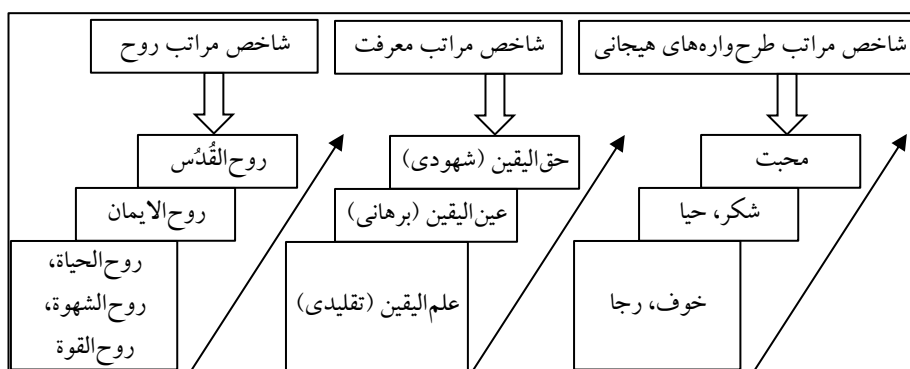 شاخص مراتب طرح‌واره‌های هیجانی
شاخص مراتب معرفت
شاخص مراتب روح
محبت
حق‌الیقین (شهودی)
روح‌القُدُس
شکر، حیا
عین‌الیقین (برهانی)
روح‌الایمان
خوف، رجا
علم‌الیقین (تقلیدی)
روح‌الحیاة،
روح‌الشهوة،
روح‌القوة